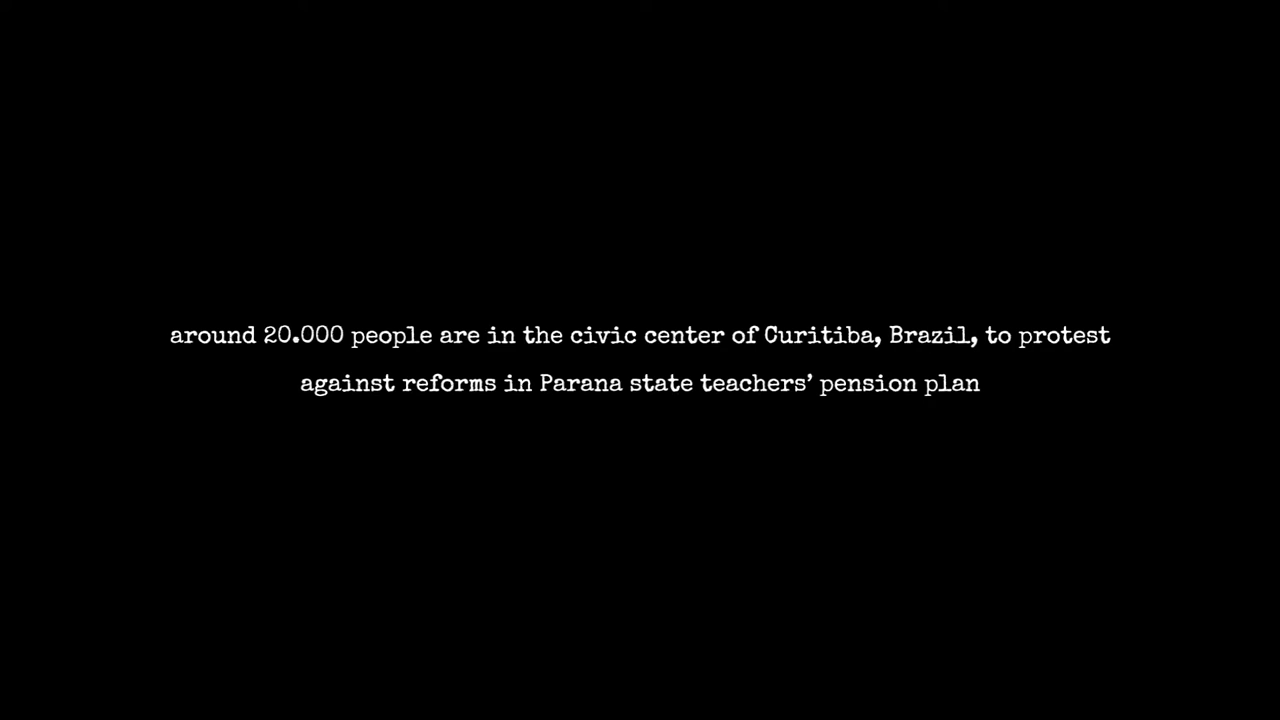 around 20.000 people are in the civic center of Curitiba, Brazil, to protest
against reforms in Parana state teachers’ pension plan